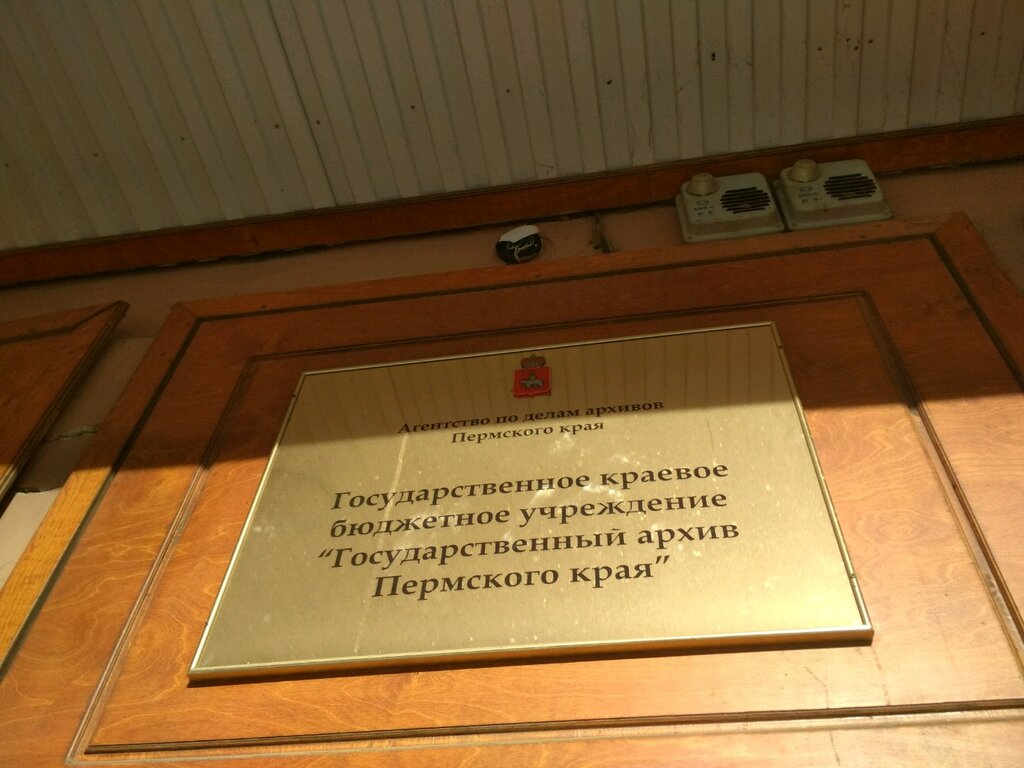 Агентство по делам архивов
Пермского края
Государственное краевое
бюджетное учреждение
“Государственный архив
Пермского края”